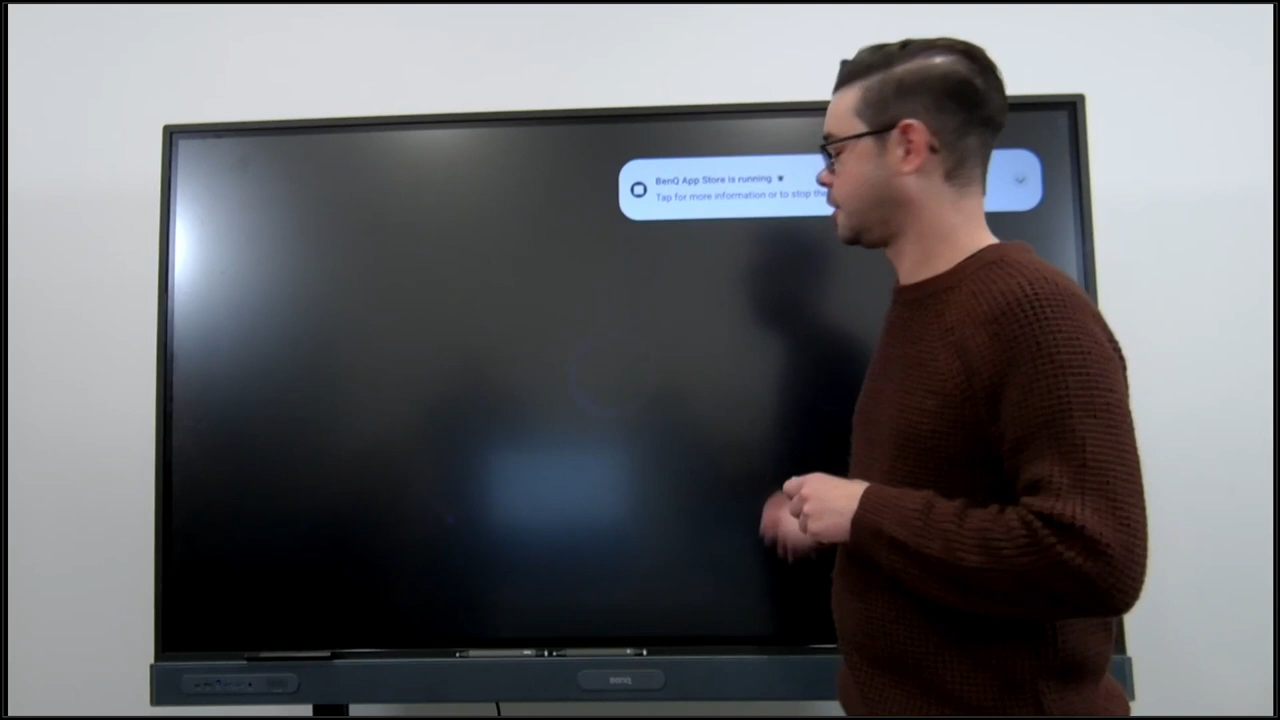 BenQ App Store is running
Tap for more information or to stop the
BenQ